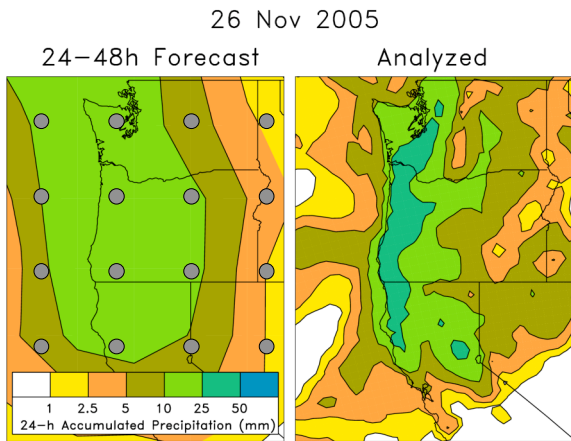 26 Nov 2005
24-48h Forecast
Analyzed
1 2.5 5 10 25 50
24-h Accumulated Precipitation (mm)